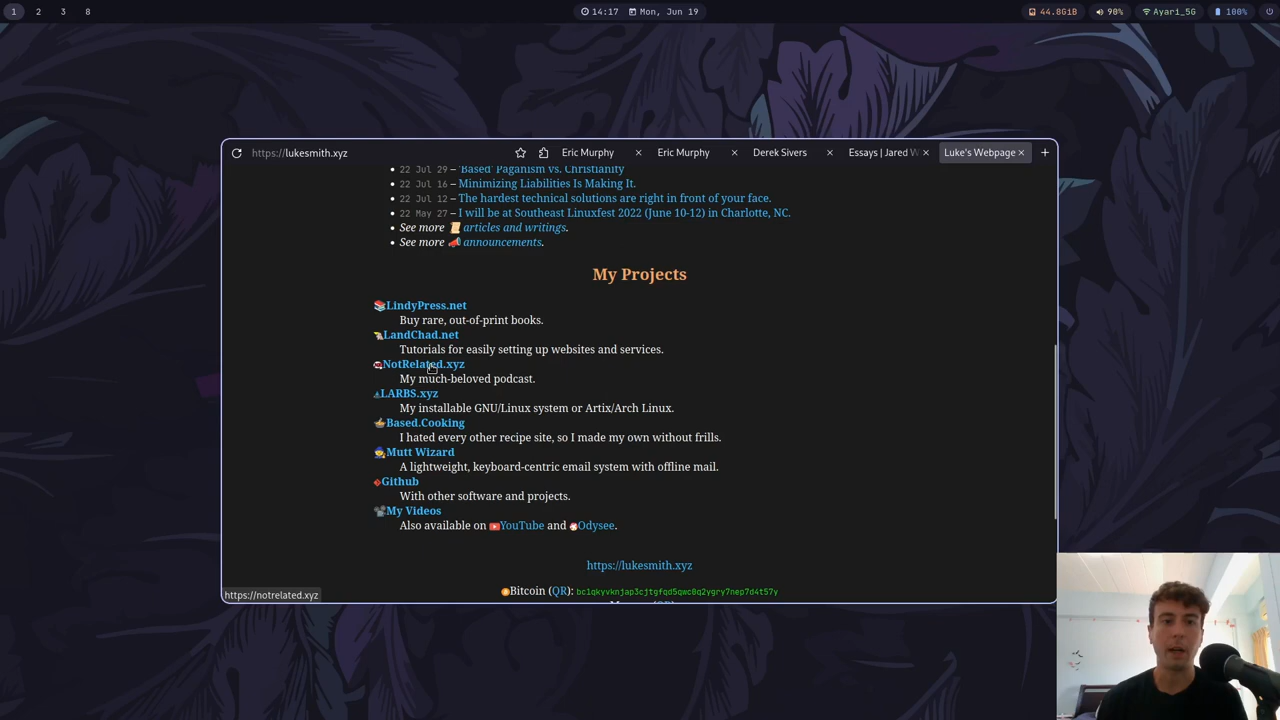 1 2 3 8 14:17 Mon, Jun 19 44.8GiB 90% Ayari_5G 100%
https://lukesmith.xyz Eric Murphy Eric Murphy Derek Sivers Essays | Jared W Luke's Webpage
22 Jul 29 – 'Based' Paganism vs. Christianity
22 Jul 16 – Minimizing Liabilities Is Making It.
22 Jul 12 – The hardest technical solutions are right in front of your face.
22 May 27 – I will be at Southeast Linuxfest 2022 (June 10-12) in Charlotte, NC.
See more articles and writings.
See more announcements.
My Projects
LindyPress.net
Buy rare, out-of-print books.
LandChad.net
Tutorials for easily setting up websites and services.
NotRelated.xyz
My much-beloved podcast.
LARBS.xyz
My installable GNU/Linux system or Artix/Arch Linux.
Based.Cooking
I hated every other recipe site, so I made my own without frills.
Mutt Wizard
A lightweight, keyboard-centric email system with offline mail.
Github
With other software and projects.
My Videos
Also available on YouTube and Odysee.
https://lukesmith.xyz
Bitcoin (QR):
https://notrelated.xyz